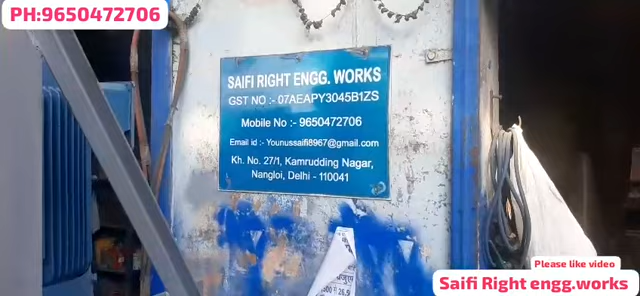 PH:9650472706
SAIFI RIGHT ENGG. WORKS
GST NO :- 07AEAPY3045B1ZS
Mobile No :- 9650472706
Email id :- Younussaifi8967@gmail.com
Kh. No. 27/1, Kamrudding Nagar,
Nangloi, Delhi - 110041
Please like video
Saifi Right engg.works